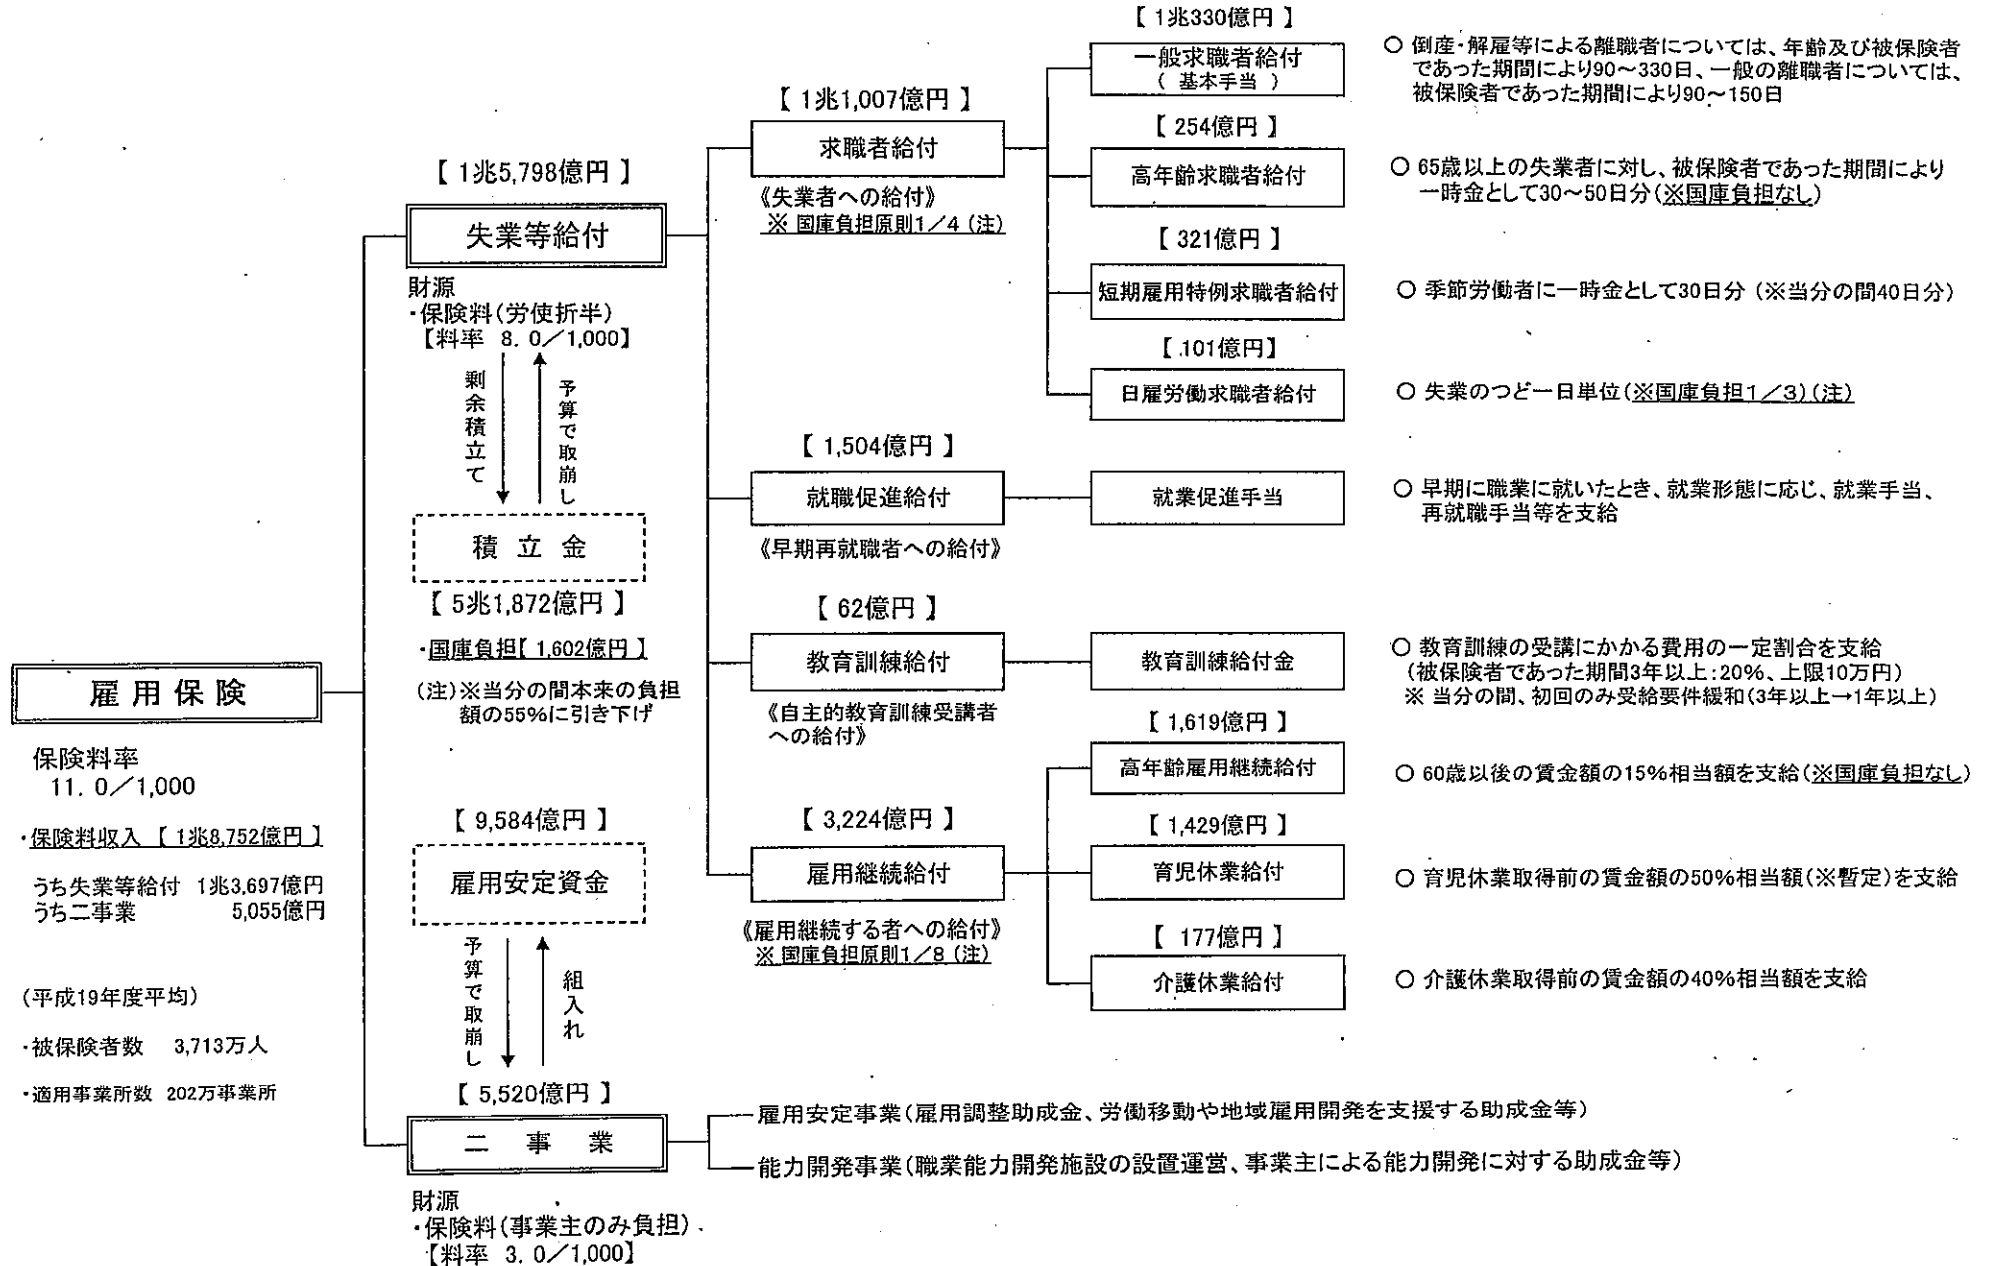 雇用保険
保険料率
11.0／1,000
・保険料収入 【 1兆8,752億円 】
うち失業等給付 1兆3,697億円
うち二事業 5,055億円
（平成19年度平均）
・被保険者数 3,713万人
・適用事業所数 202万事業所
【 1兆5,798億円 】
失業等給付
財源
・保険料（労使折半）
【料率 8.0／1,000】
剰余積立て
予算で取崩し
積立金
【 5兆1,872億円 】
・国庫負担【 1,602億円 】
（注）※当分の間本来の負担
額の55%に引き下げ
【 9,584億円 】
雇用安定資金
予算で取崩し
組入れ
【 5,520億円 】
二事業
財源
・保険料（事業主のみ負担）
【料率 3.0／1,000】
【 1兆1,007億円 】
求職者給付
《失業者への給付》
※ 国庫負担原則1／4（注）
【 1兆330億円 】
一般求職者給付
（ 基本手当 ）
○ 倒産・解雇等による離職者については、年齢及び被保険者
であった期間により90～330日、一般の離職者については、
被保険者であった期間により90～150日
【 254億円 】
高年齢求職者給付
○ 65歳以上の失業者に対し、被保険者であった期間により
一時金として30～50日分（※国庫負担なし）
【 321億円 】
短期雇用特例求職者給付
○ 季節労働者に一時金として30日分（※当分の間40日分）
【 101億円】
日雇労働求職者給付
○ 失業のつど一日単位（※国庫負担1／3）（注）
【 1,504億円 】
就職促進給付
《早期再就職者への給付》
就業促進手当
○ 早期に職業に就いたとき、就業形態に応じ、就業手当、
再就職手当等を支給
【 62億円 】
教育訓練給付
《自主的教育訓練受講者
への給付》
教育訓練給付金
○ 教育訓練の受講にかかる費用の一定割合を支給
（被保険者であった期間3年以上：20%、上限10万円）
※ 当分の間、初回のみ受給要件緩和（3年以上→1年以上）
【 3,224億円 】
雇用継続給付
《雇用継続する者への給付》
※ 国庫負担原則1／8（注）
【 1,619億円 】
高年齢雇用継続給付
○ 60歳以後の賃金額の15%相当額を支給（※国庫負担なし）
【 1,429億円 】
育児休業給付
○ 育児休業取得前の賃金額の50%相当額（※暫定）を支給
【 177億円 】
介護休業給付
○ 介護休業取得前の賃金額の40%相当額を支給
雇用安定事業（雇用調整助成金、労働移動や地域雇用開発を支援する助成金等）
能力開発事業（職業能力開発施設の設置運営、事業主による能力開発に対する助成金等）